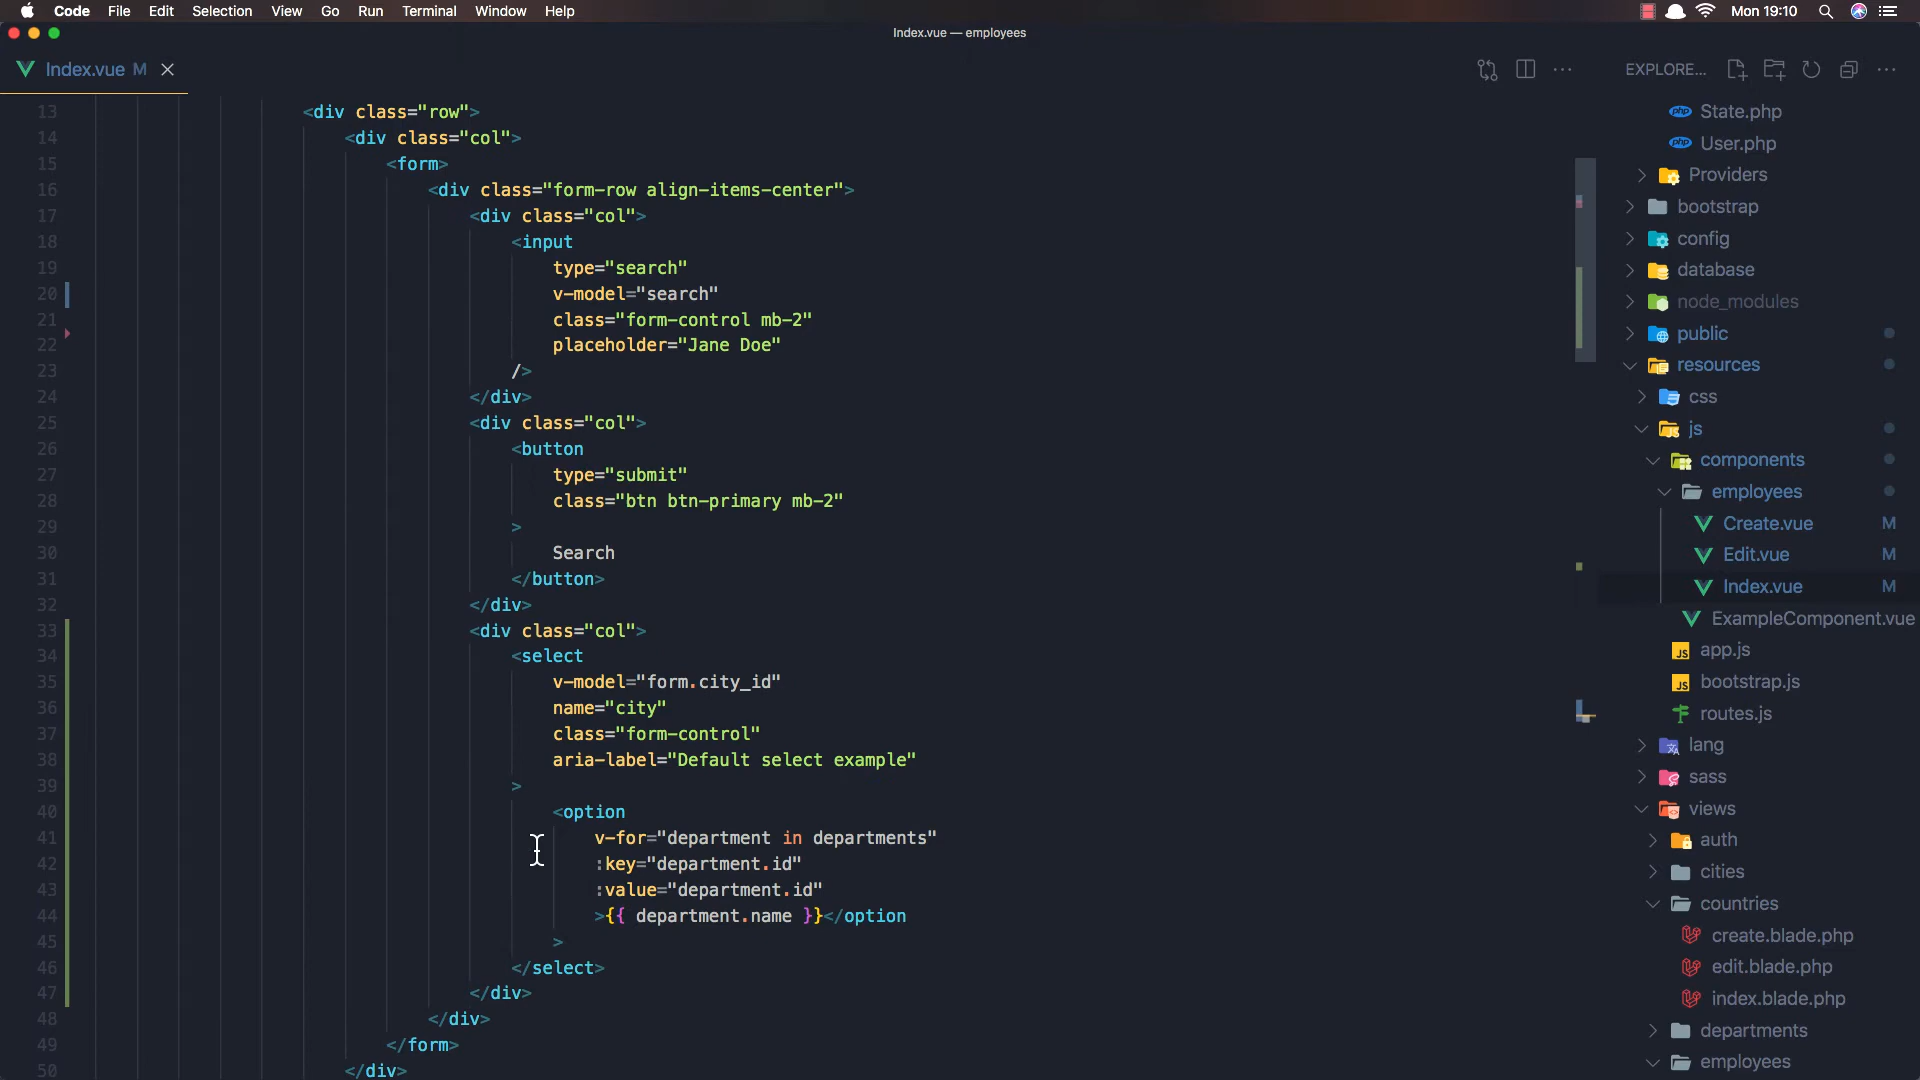 Code File Edit Selection View Go Run Terminal Window Help Mon 19:10
Index.vue — employees
Index.vue M
EXPLORE...
13 <div class="row">
14 <div class="col">
15 <form>
16 <div class="form-row align-items-center">
17 <div class="col">
18 <input
19 type="search"
20 v-model="search"
21 class="form-control mb-2"
22 placeholder="Jane Doe"
23 />
24 </div>
25 <div class="col">
26 <button
27 type="submit"
28 class="btn btn-primary mb-2"
29 >
30 Search
31 </button>
32 </div>
33 <div class="col">
34 <select
35 v-model="form.city_id"
36 name="city"
37 class="form-control"
38 aria-label="Default select example"
39 >
40 <option
41 v-for="department in departments"
42 :key="department.id"
43 :value="department.id"
44 >{{ department.name }}</option
45 >
46 </select>
47 </div>
48 </div>
49 </form>
50 </div>
php State.php
php User.php
Providers
bootstrap
config
database
node_modules
public
resources
css
JS js
components
employees
Create.vue M
Edit.vue M
Index.vue M
ExampleComponent.vue
JS app.js
JS bootstrap.js
routes.js
lang
sass
views
auth
cities
countries
create.blade.php
edit.blade.php
index.blade.php
departments
employees